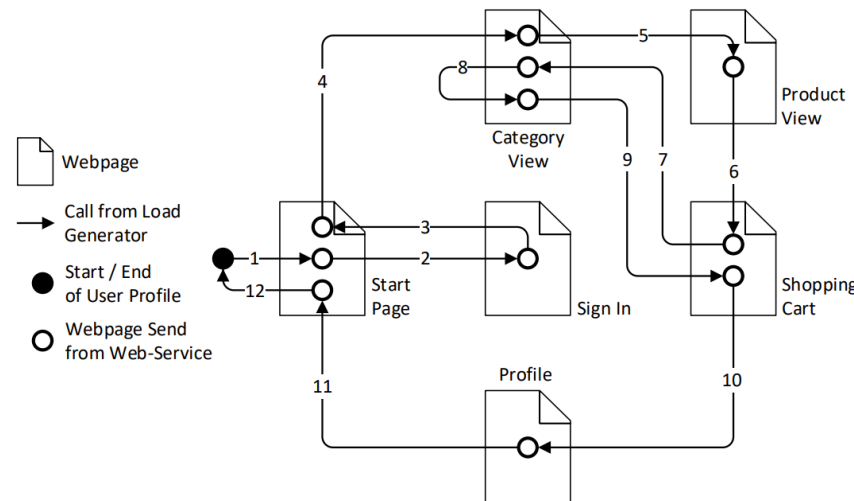 5
4
8
Category
View
Product
View
Webpage
9
7
6
Call from Load
Generator
3
1
2
Start / End
of User Profile
12
Start
Page
Sign In
Shopping
Cart
Webpage Send
from Web-Service
11
Profile
10